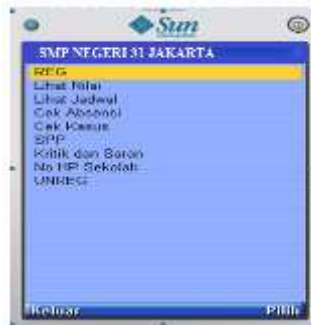 Sun
SMP NEGERI 31 JAKARTA
REG
Lihat Nilai
Lihat Jadwal
Cek Absensi
Cek Kasus
SPP
Kritik dan Saran
No HP Sekolah
UNREG
Keluar
Pilih